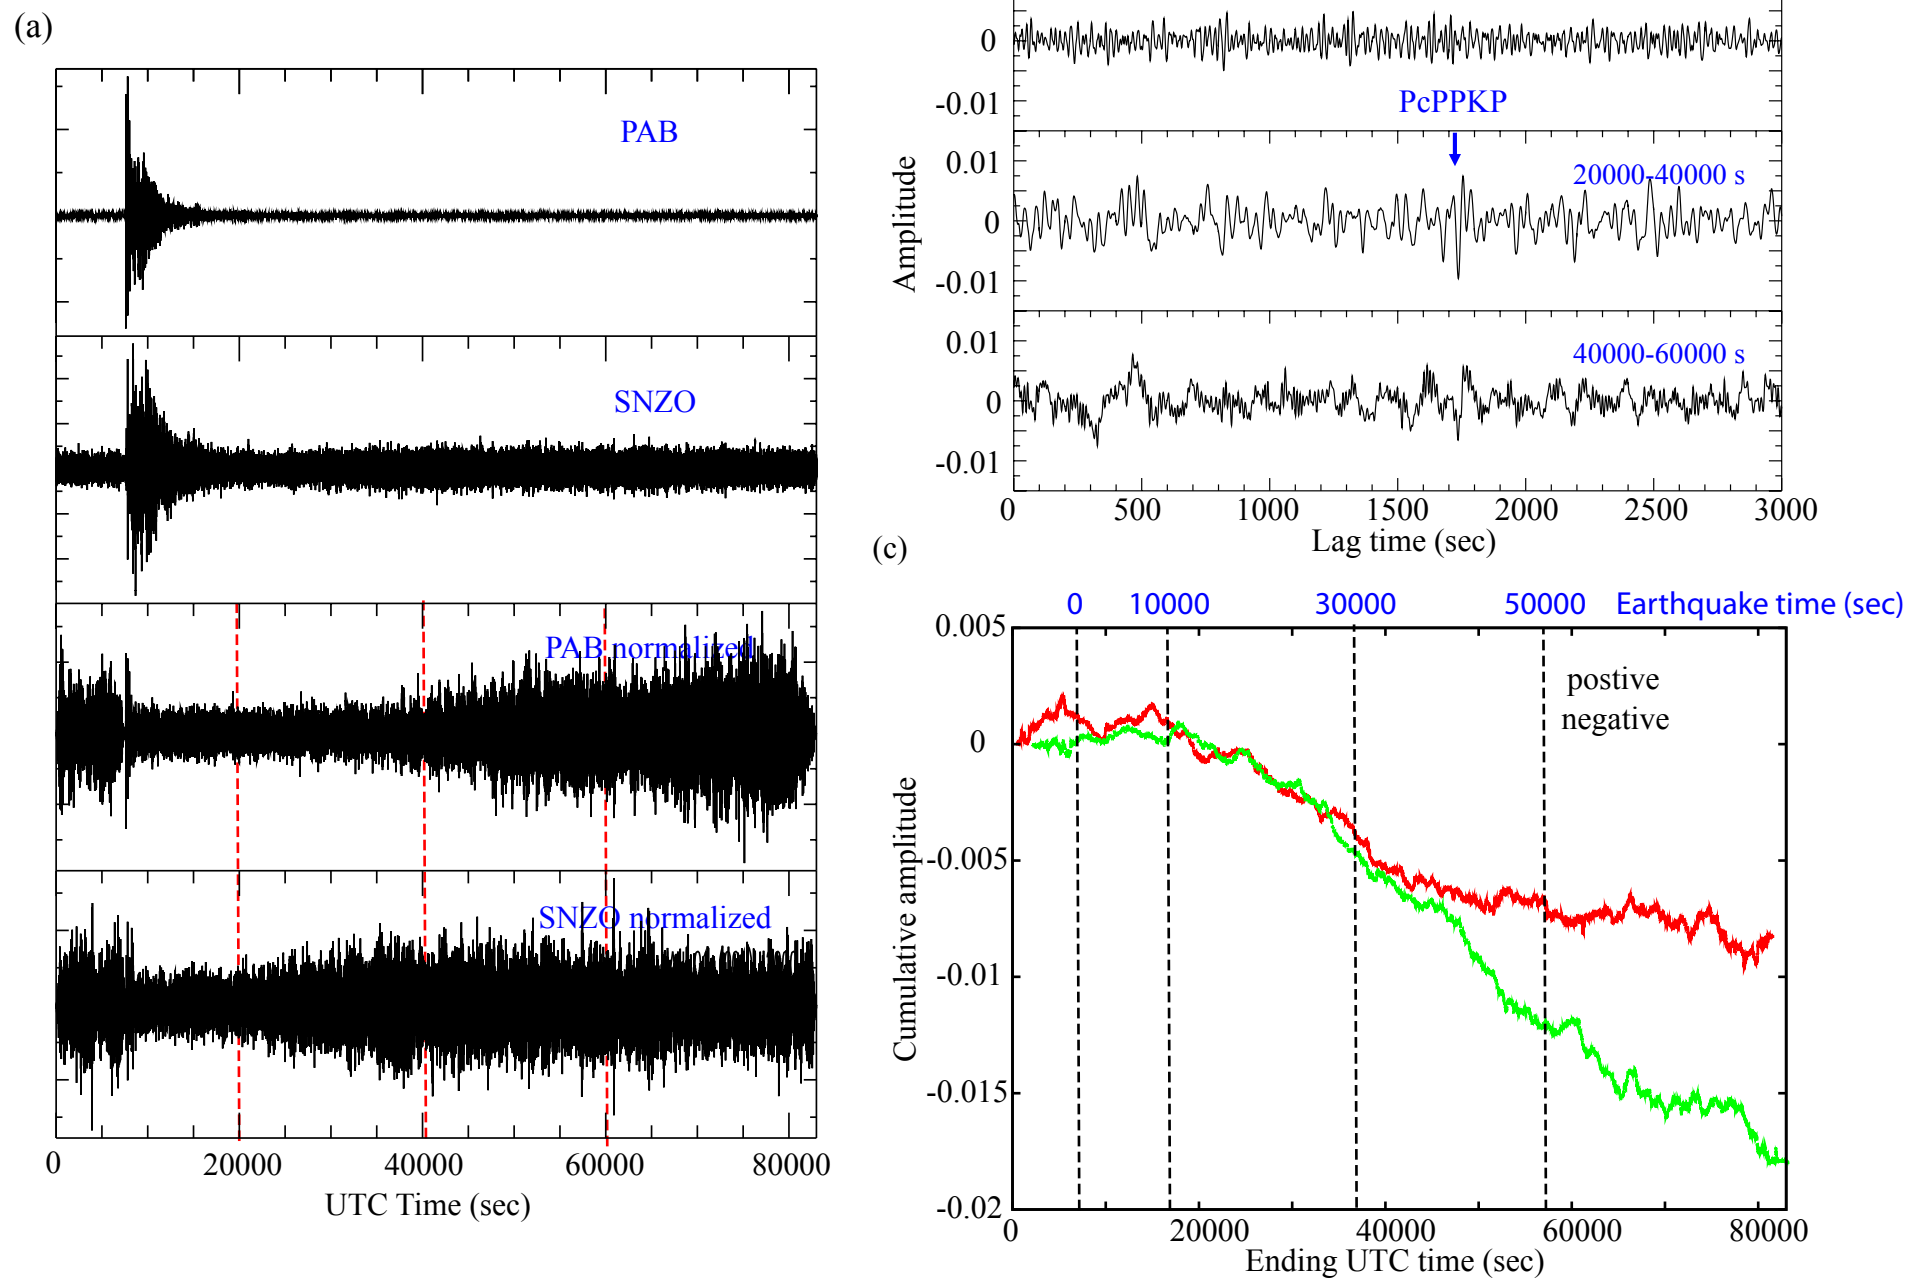 (a)
PAB
SNZO
PAB normalized
SNZO normalized
0 20000 40000 60000 80000
UTC Time (sec)
0
-0.01
PcPPKP
0.01
20000-40000 s
0
-0.01
0.01
40000-60000 s
0
-0.01
Amplitude
0 500 1000 1500 2000 2500 3000
Lag time (sec)
(c)
0 10000 30000 50000 Earthquake time (sec)
0.005
postive
negative
0
-0.005
-0.01
-0.015
-0.02
Cumulative amplitude
0 20000 40000 60000 80000
Ending UTC time (sec)